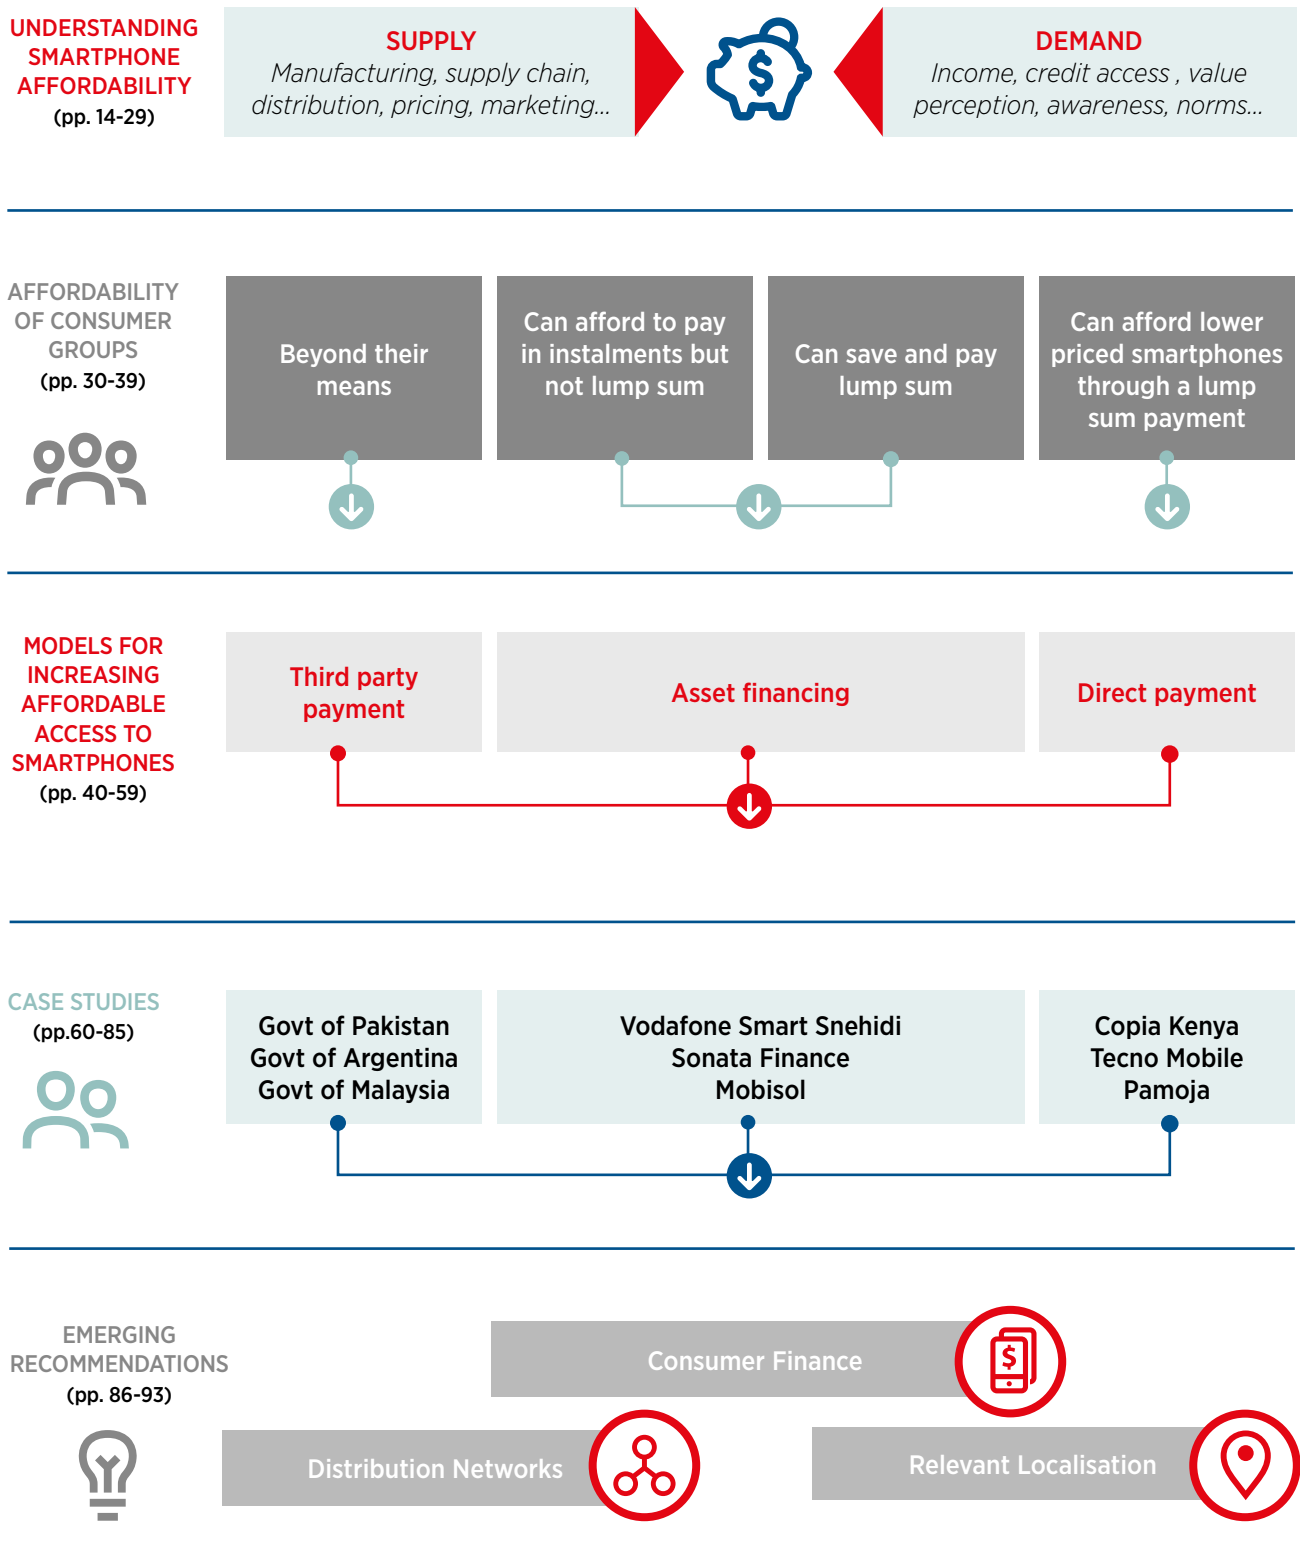 UNDERSTANDING
SMARTPHONE
AFFORDABILITY
(pp. 14-29)
SUPPLY
Manufacturing, supply chain,
distribution, pricing, marketing...
$
DEMAND
Income, credit access , value
perception, awareness, norms...
AFFORDABILITY
OF CONSUMER
GROUPS
(pp. 30-39)
Beyond their
means
Can afford to pay
in instalments but
not lump sum
Can save and pay
lump sum
Can afford lower
priced smartphones
through a lump
sum payment
MODELS FOR
INCREASING
AFFORDABLE
ACCESS TO
SMARTPHONES
(pp. 40-59)
Third party
payment
Asset financing
Direct payment
CASE STUDIES
(pp.60-85)
Govt of Pakistan
Govt of Argentina
Govt of Malaysia
Vodafone Smart Snehidi
Sonata Finance
Mobisol
Copia Kenya
Tecno Mobile
Pamoja
EMERGING
RECOMMENDATIONS
(pp. 86-93)
Consumer Finance
$
Distribution Networks
Relevant Localisation